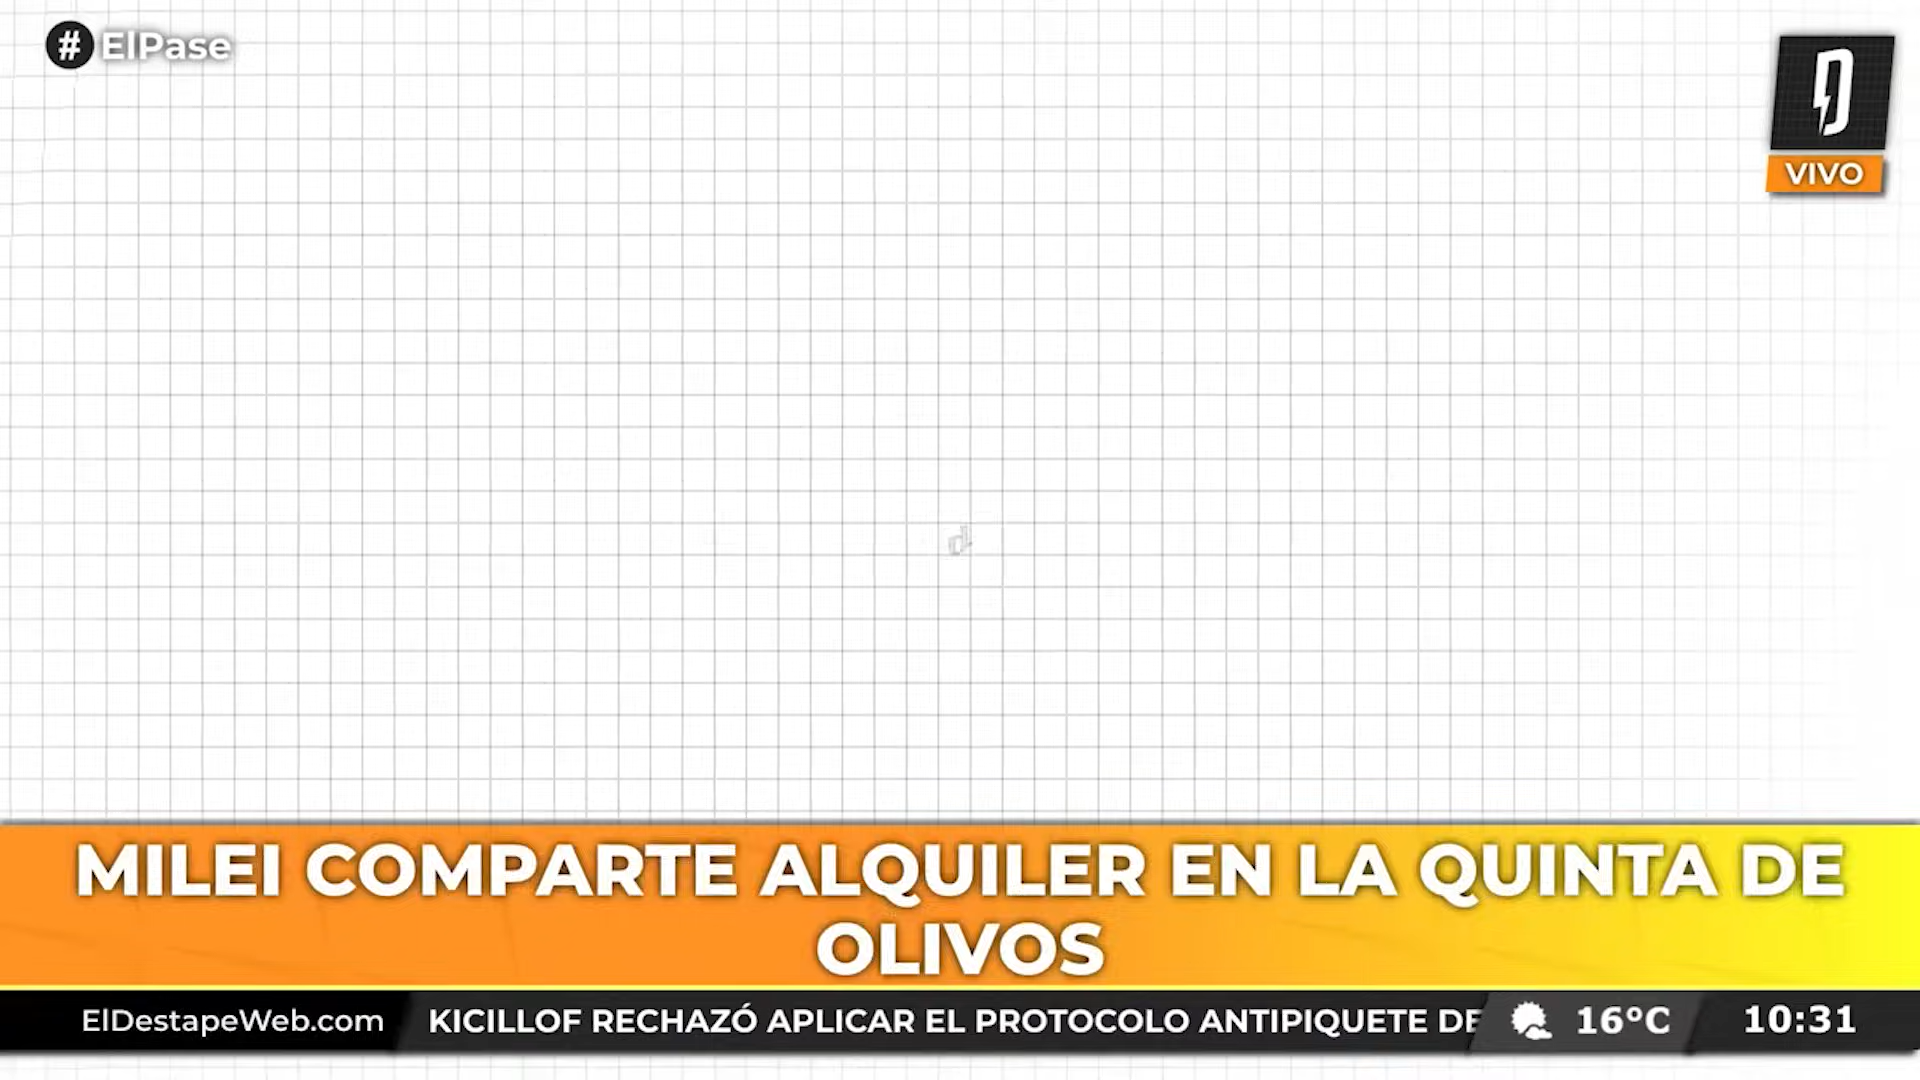 # ElPase
VIVO
MILEI COMPARTE ALQUILER EN LA QUINTA DE
OLIVOS
ElDestapeWeb.com
KICILLOF RECHAZÓ APLICAR EL PROTOCOLO ANTIPIQUETE DE
16°C
10:31